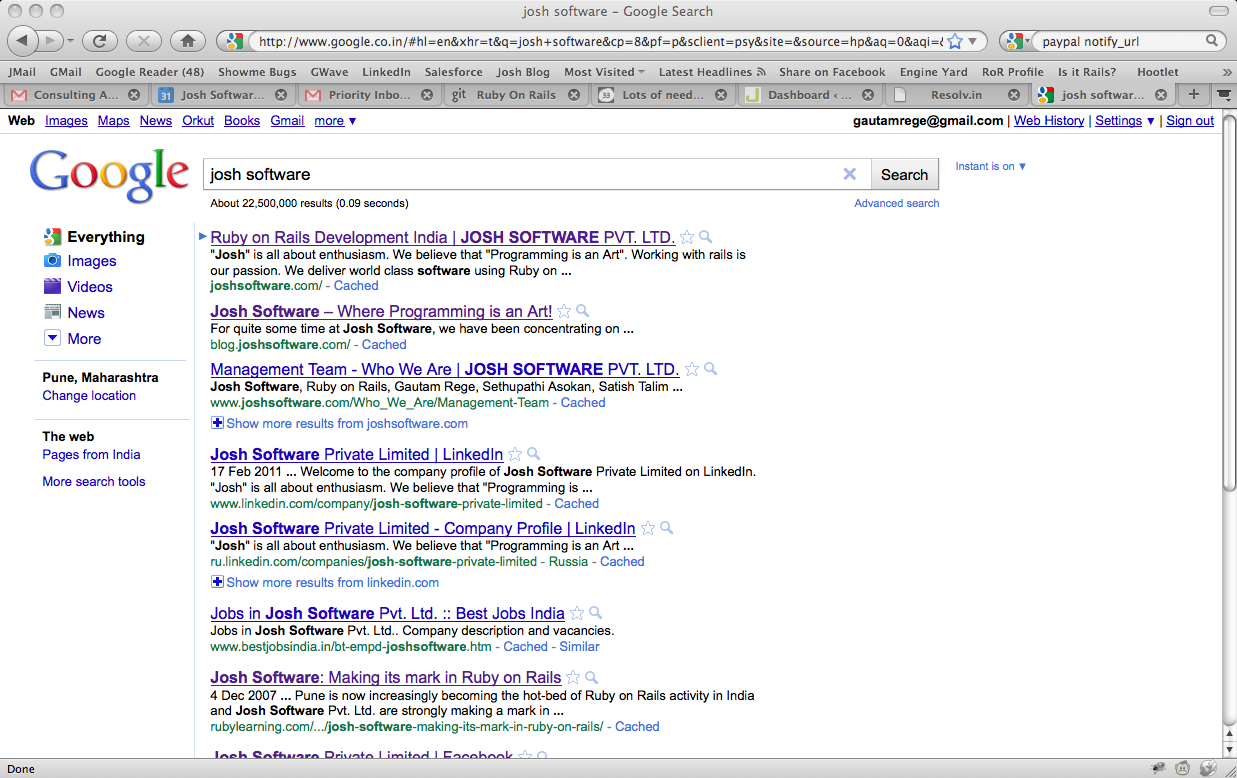 josh software – Google Search
http://www.google.co.in/#hl=en&xhr=t&q=josh+software&cp=8&pf=p&sclient=psy&site=&source=hp&aq=0&aqi=
paypal notify_url
JMail GMail Google Reader (48) Showme Bugs GWave LinkedIn Salesforce Josh Blog Most Visited Latest Headlines Share on Facebook Engine Yard RoR Profile Is it Rails? Hootlet »
Consulting A... 31 Josh Softwar... Priority Inbo... git Ruby On Rails 33 Lots of need... J Dashboard ‹ ... Resolv.in josh softwar... +
Web Images Maps News Orkut Books Gmail more ▼ gautamrege@gmail.com | Web History | Settings ▼ | Sign out
Google josh software Search Instant is on ▼
About 22,500,000 results (0.09 seconds) Advanced search
Everything
Images
Videos
News
More
Pune, Maharashtra
Change location
The web
Pages from India
More search tools
Ruby on Rails Development India | JOSH SOFTWARE PVT. LTD.
"Josh" is all about enthusiasm. We believe that "Programming is an Art". Working with rails is
our passion. We deliver world class software using Ruby on ...
joshsoftware.com/ - Cached
Josh Software – Where Programming is an Art!
For quite some time at Josh Software, we have been concentrating on ...
blog.joshsoftware.com/ - Cached
Management Team - Who We Are | JOSH SOFTWARE PVT. LTD.
Josh Software, Ruby on Rails, Gautam Rege, Sethupathi Asokan, Satish Talim ...
www.joshsoftware.com/Who_We_Are/Management-Team - Cached
Show more results from joshsoftware.com
Josh Software Private Limited | LinkedIn
17 Feb 2011 ... Welcome to the company profile of Josh Software Private Limited on LinkedIn.
"Josh" is all about enthusiasm. We believe that "Programming is ...
www.linkedin.com/company/josh-software-private-limited - Cached
Josh Software Private Limited - Company Profile | LinkedIn
"Josh" is all about enthusiasm. We believe that "Programming is an Art ...
ru.linkedin.com/companies/josh-software-private-limited - Russia - Cached
Show more results from linkedin.com
Jobs in Josh Software Pvt. Ltd. :: Best Jobs India
Jobs in Josh Software Pvt. Ltd.. Company description and vacancies.
www.bestjobsindia.in/bt-empd-joshsoftware.htm - Cached - Similar
Josh Software: Making its mark in Ruby on Rails
4 Dec 2007 ... Pune is now increasingly becoming the hot-bed of Ruby on Rails activity in India
and Josh Software Pvt. Ltd. are strongly making a mark in ...
rubylearning.com/.../josh-software-making-its-mark-in-ruby-on-rails/ - Cached
Josh Software Private Limited | Facebook
Done